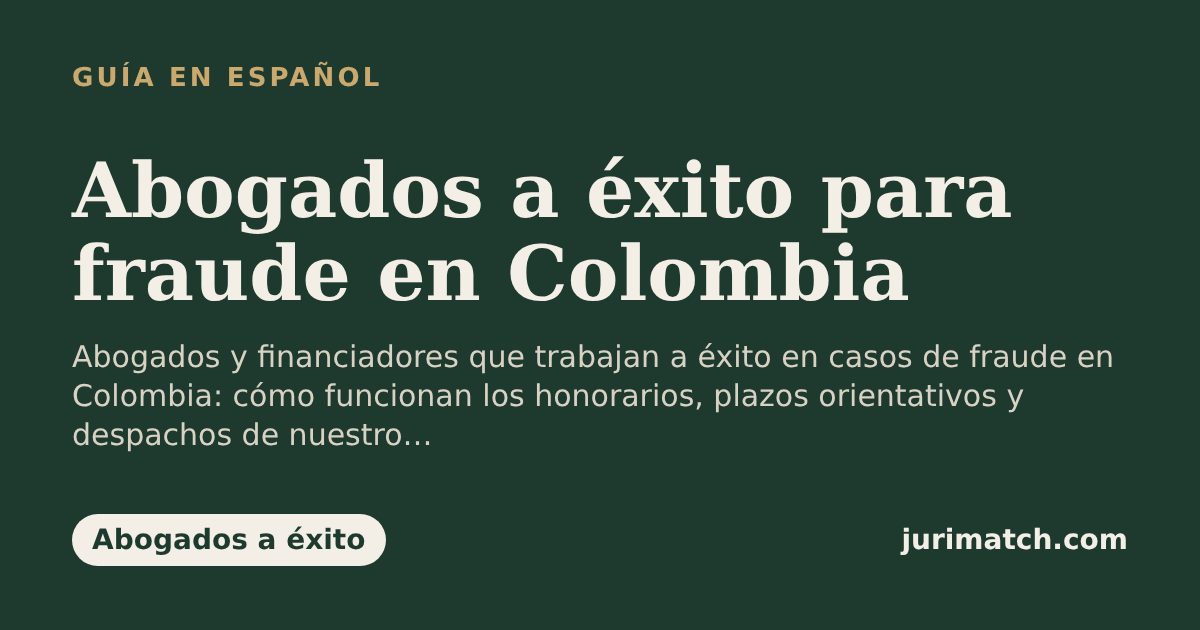 GUÍA EN ESPAÑOL
Abogados a éxito para
fraude en Colombia
Abogados y financiadores que trabajan a éxito en casos de fraude en
Colombia: cómo funcionan los honorarios, plazos orientativos y
despachos de nuestro…
Abogados a éxito
jurimatch.com